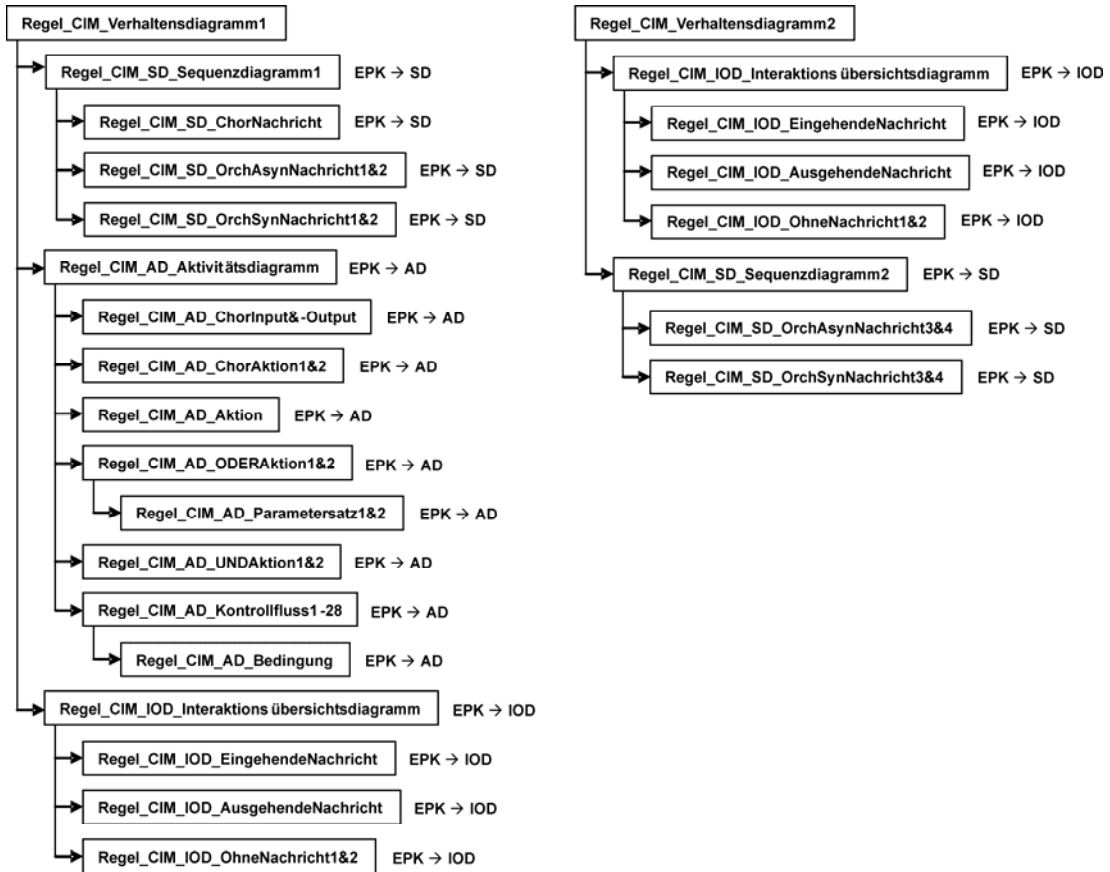 Regel_CIM_Verhaltensdiagramm1
Regel_CIM_SD_Sequenzdiagramm1 EPK → SD
Regel_CIM_SD_ChorNachricht EPK → SD
Regel_CIM_SD_OrchAsynNachricht1&2 EPK → SD
Regel_CIM_SD_OrchSynNachricht1&2 EPK → SD
Regel_CIM_AD_Aktivitätsdiagramm EPK → AD
Regel_CIM_AD_ChorInput&-Output EPK → AD
Regel_CIM_AD_ChorAktion1&2 EPK → AD
Regel_CIM_AD_Aktion EPK → AD
Regel_CIM_AD_ODERAktion1&2 EPK → AD
Regel_CIM_AD_Parametersatz1&2 EPK → AD
Regel_CIM_AD_UNDAktion1&2 EPK → AD
Regel_CIM_AD_Kontrollfluss1-28 EPK → AD
Regel_CIM_AD_Bedingung EPK → AD
Regel_CIM_IOD_Interaktions übersichtsdiagramm EPK → IOD
Regel_CIM_IOD_EingehendeNachricht EPK → IOD
Regel_CIM_IOD_AusgehendeNachricht EPK → IOD
Regel_CIM_IOD_OhneNachricht1&2 EPK → IOD
Regel_CIM_Verhaltensdiagramm2
Regel_CIM_IOD_Interaktions übersichtsdiagramm EPK → IOD
Regel_CIM_IOD_EingehendeNachricht EPK → IOD
Regel_CIM_IOD_AusgehendeNachricht EPK → IOD
Regel_CIM_IOD_OhneNachricht1&2 EPK → IOD
Regel_CIM_SD_Sequenzdiagramm2 EPK → SD
Regel_CIM_SD_OrchAsynNachricht3&4 EPK → SD
Regel_CIM_SD_OrchSynNachricht3&4 EPK → SD